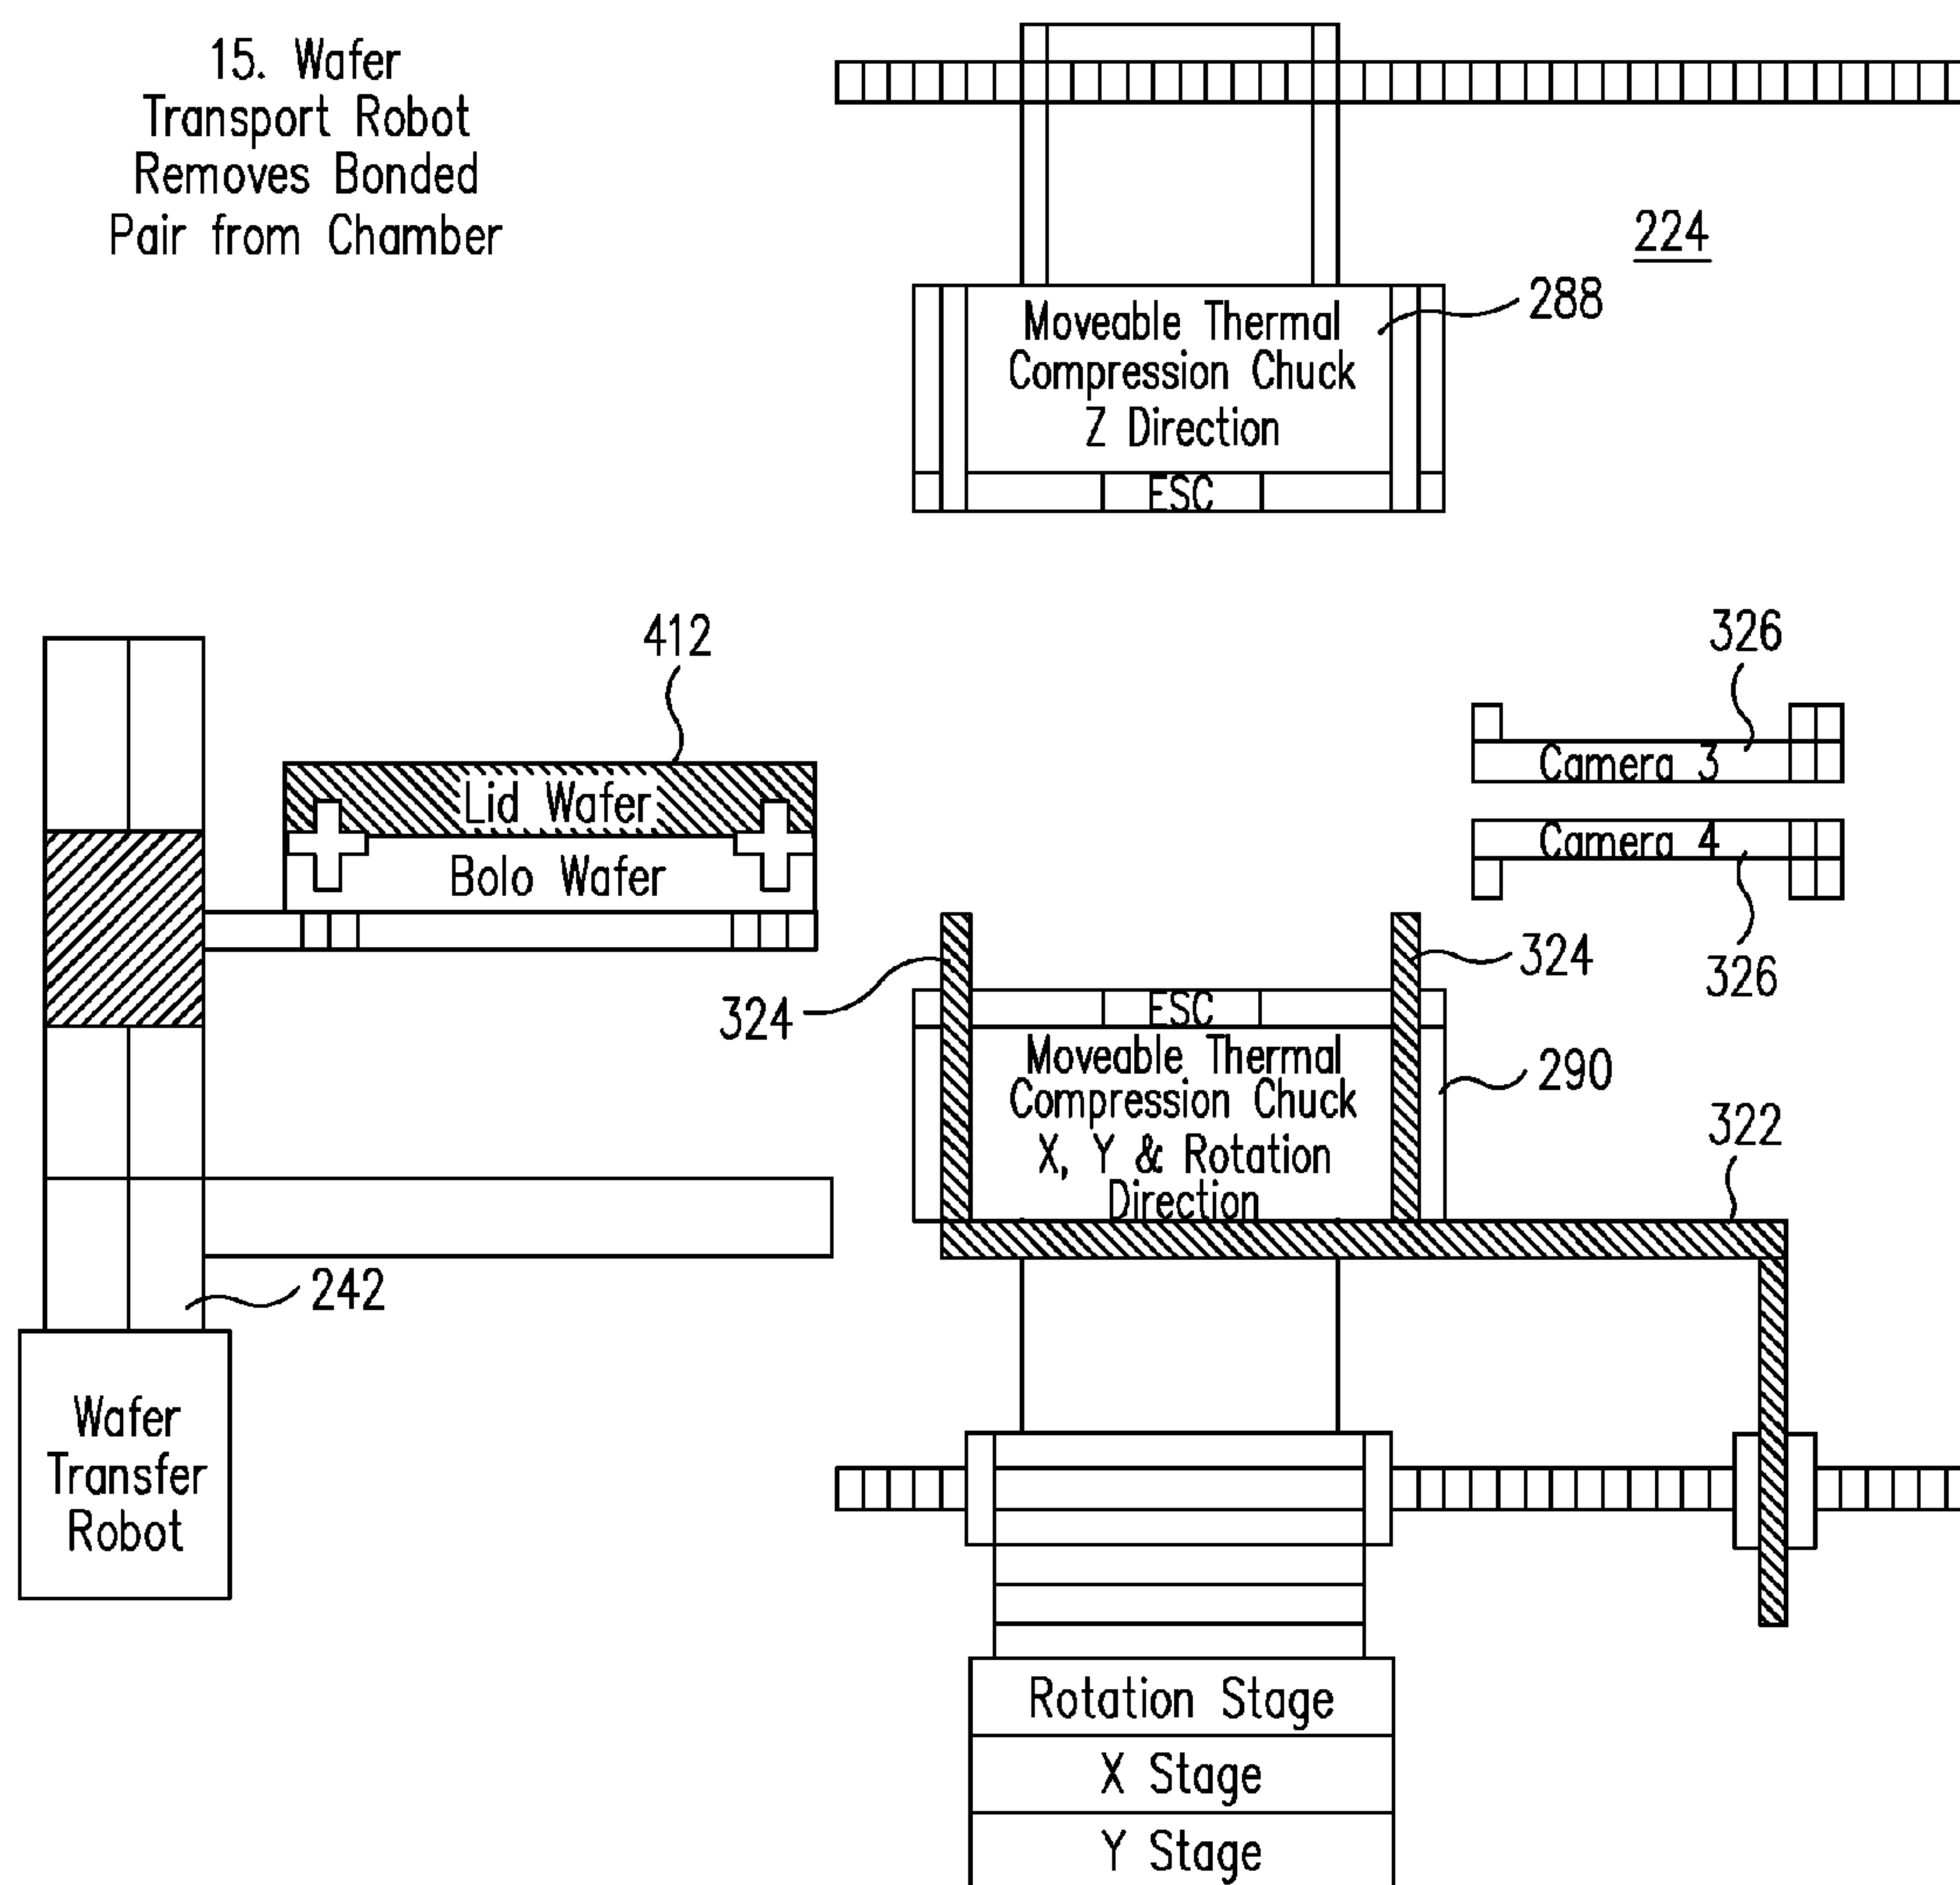 15. Wafer
Transport Robot
Removes Bonded
Pair from Chamber
224
288
Moveable Thermal
Compression Chuck
Z Direction
ESC
412
326
Lid Wafer
Camera 3
Bolo Wafer
Camera 4
324
324
326
ESC
Moveable Thermal
Compression Chuck
X, Y & Rotation
Direction
290
322
242
Wafer
Transfer
Robot
Rotation Stage
X Stage
Y Stage